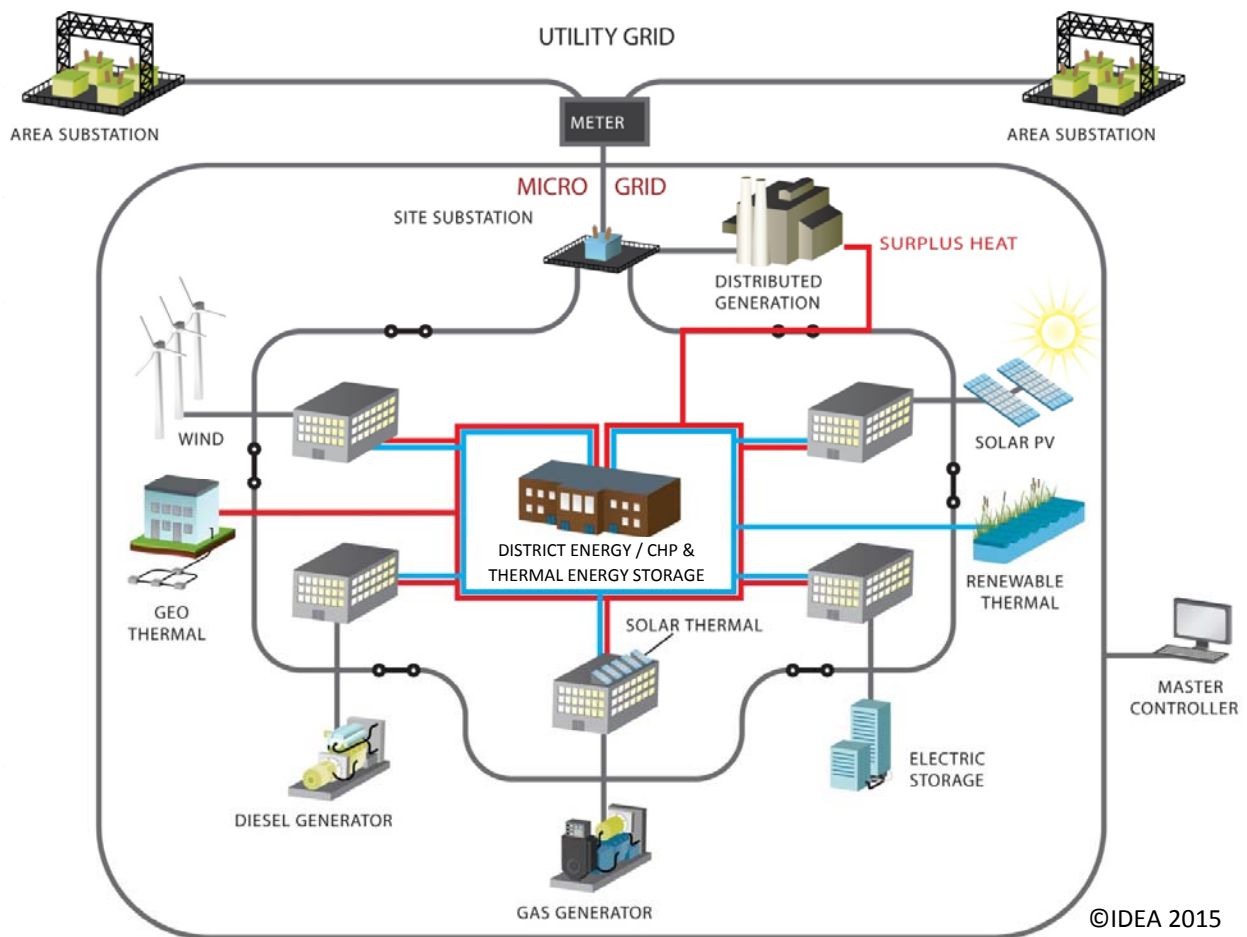 UTILITY GRID
AREA SUBSTATION
METER
AREA SUBSTATION
MICRO GRID
SITE SUBSTATION
SURPLUS HEAT
DISTRIBUTED
GENERATION
WIND
SOLAR PV
DISTRICT ENERGY / CHP &
THERMAL ENERGY STORAGE
GEO
THERMAL
RENEWABLE
THERMAL
SOLAR THERMAL
MASTER
CONTROLLER
ELECTRIC
STORAGE
DIESEL GENERATOR
GAS GENERATOR
©IDEA 2015